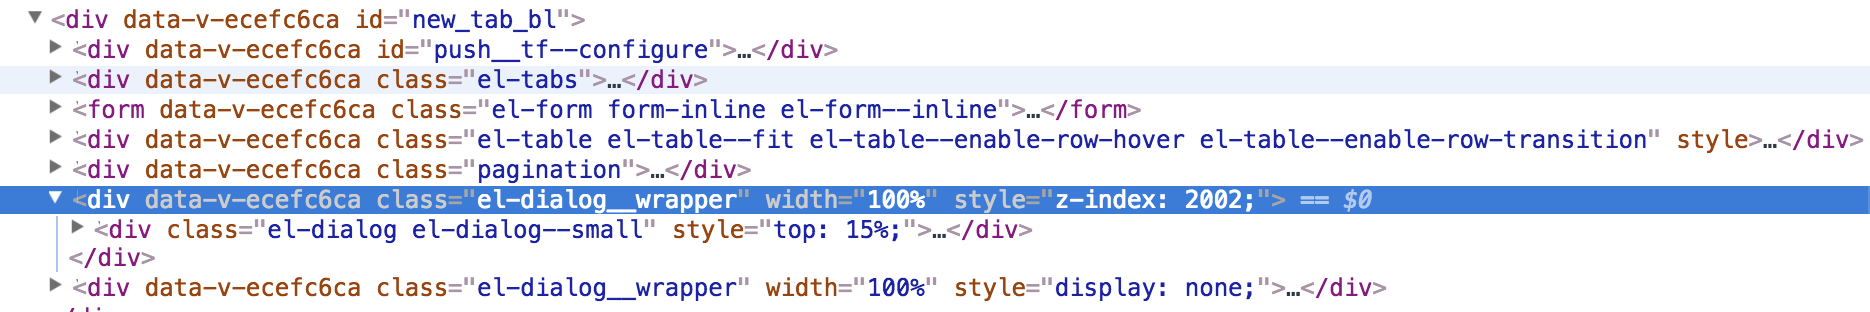 ▼<div data-v-ecefc6ca id="new_tab_bl">
▶<div data-v-ecefc6ca id="push__tf--configure">…</div>
▶<div data-v-ecefc6ca class="el-tabs">…</div>
▶<form data-v-ecefc6ca class="el-form form-inline el-form--inline">…</form>
▶<div data-v-ecefc6ca class="el-table el-table--fit el-table--enable-row-hover el-table--enable-row-transition" style>…</div>
▶<div data-v-ecefc6ca class="pagination">…</div>
▼<div data-v-ecefc6ca class="el-dialog__wrapper" width="100%" style="z-index: 2002;"> == $0
▶<div class="el-dialog el-dialog--small" style="top: 15%;">…</div>
</div>
▶<div data-v-ecefc6ca class="el-dialog__wrapper" width="100%" style="display: none;">…</div>